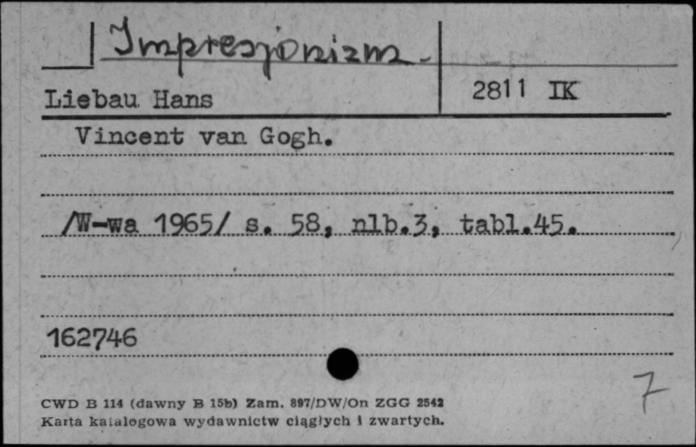 Impresjonizm.
Liebau Hans
2811 IK
Vincent van Gogh.
/W-wa 1965/ s. 58, nlb.3, tabl.45.
162746
7
CWD B 114 (dawny B 15b) Zam. 897/DW/On ZGG 2542
Karta katalogowa wydawnictw ciągłych i zwartych.